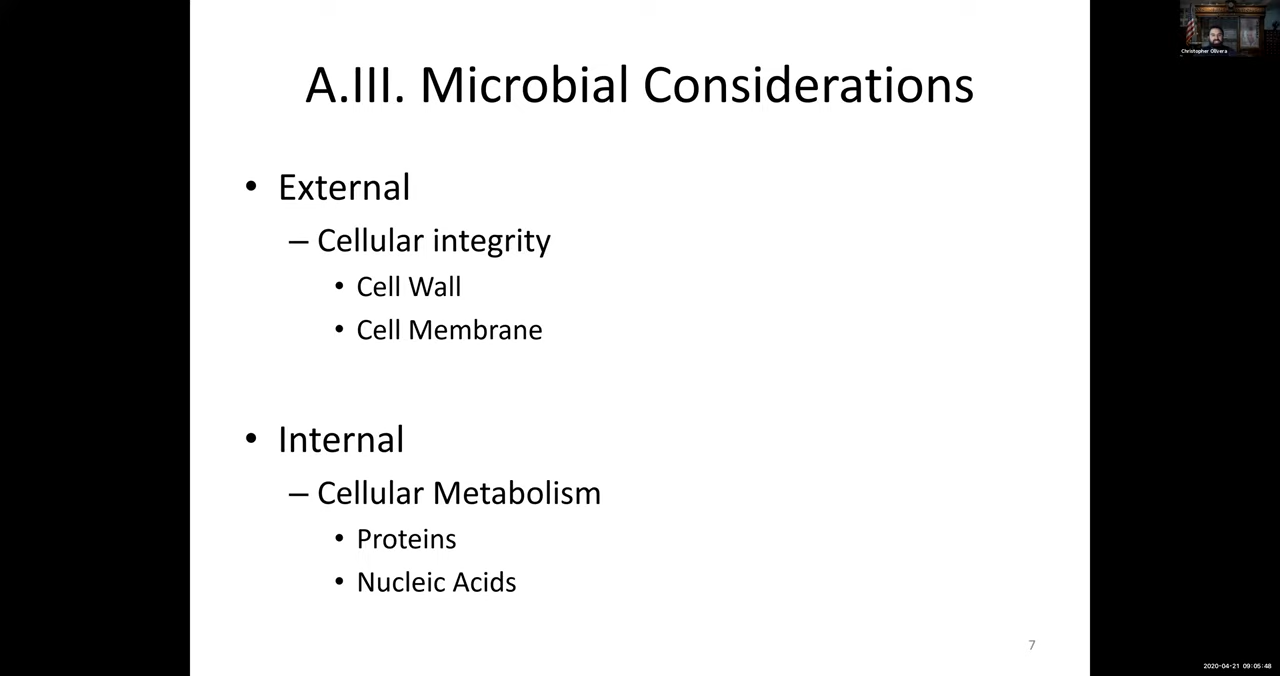 Christopher Olivera
A.III. Microbial Considerations
• External
– Cellular integrity
• Cell Wall
• Cell Membrane
• Internal
– Cellular Metabolism
• Proteins
• Nucleic Acids
7
2020-04-21 09:05:48